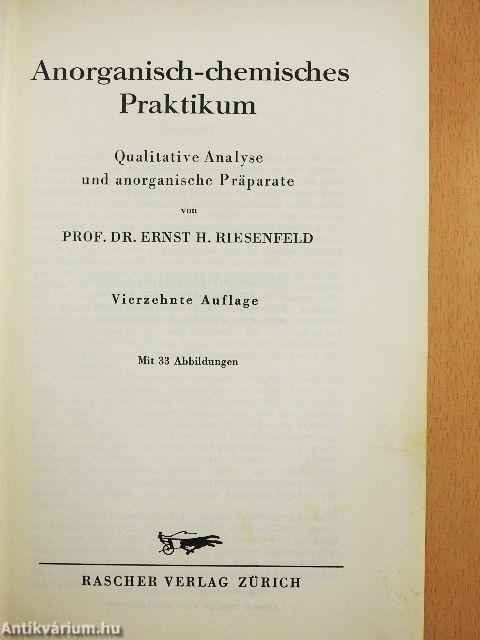 Anorganisch-chemisches
Praktikum
Qualitative Analyse
und anorganische Präparate
von
PROF. DR. ERNST H. RIESENFELD
Vierzehnte Auflage
Mit 33 Abbildungen
RASCHER VERLAG ZÜRICH
Antikvárium.hu